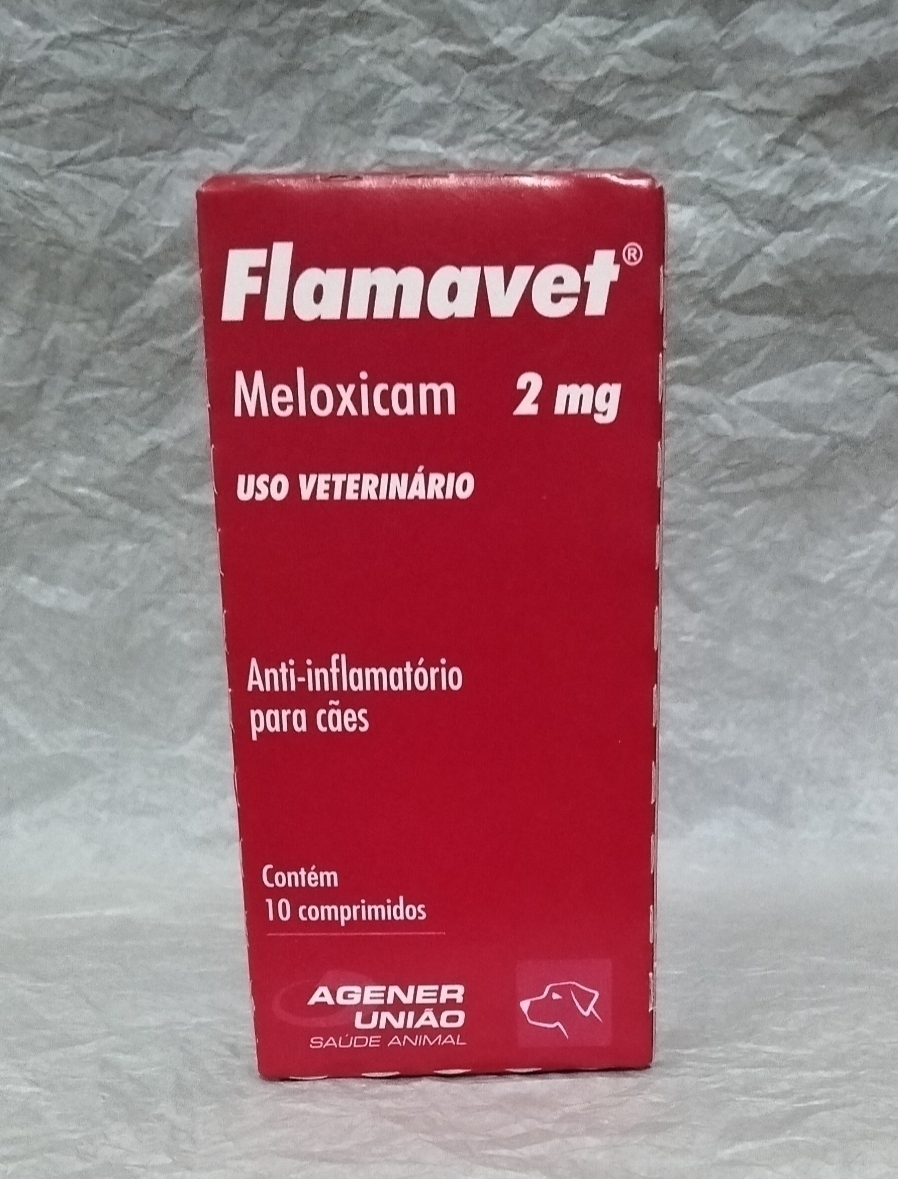 Flamavet®
Meloxicam 2 mg
USO VETERINÁRIO
Anti-inflamatório
para cães
Contém
10 comprimidos
AGENER
UNIÃO
SAÚDE ANIMAL